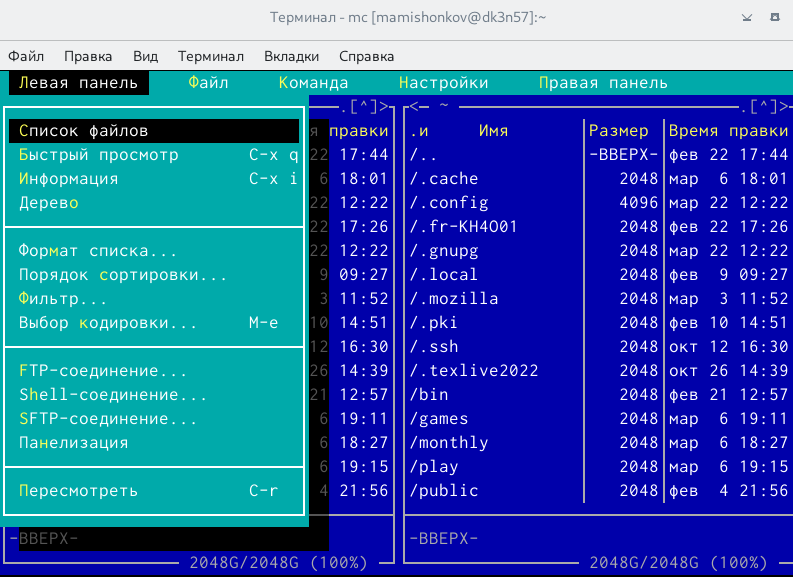 Терминал - mc [mamishonkov@dk3n57]:~
Файл Правка Вид Терминал Вкладки Справка
Левая панель Файл Команда Настройки Правая панель
.[^]> <— ~ .[^]>
Список файлов я правки .и Имя Размер Время правки
Быстрый просмотр C-x q 22 17:44 /.. -ВВЕРХ- фев 22 17:44
Информация C-x i 6 18:01 /.cache 2048 мар 6 18:01
Дерево 22 12:22 /.config 4096 мар 22 12:22
22 17:26 /.fr-KH4O01 2048 фев 22 17:26
Формат списка... 22 12:22 /.gnupg 2048 мар 22 12:22
Порядок сортировки... 9 09:27 /.local 2048 фев 9 09:27
Фильтр... 3 11:52 /.mozilla 2048 мар 3 11:52
Выбор кодировки... M-e 10 14:51 /.pki 2048 фев 10 14:51
12 16:30 /.ssh 2048 окт 12 16:30
FTP-соединение... 26 14:39 /.texlive2022 2048 окт 26 14:39
Shell-соединение... 21 12:57 /bin 2048 фев 21 12:57
SFTP-соединение... 6 19:11 /games 2048 мар 6 19:11
Панелизация 6 18:27 /monthly 2048 мар 6 18:27
6 19:15 /play 2048 мар 6 19:15
Пересмотреть C-r 4 21:56 /public 2048 фев 4 21:56
-ВВЕРХ- -ВВЕРХ-
2048G/2048G (100%) 2048G/2048G (100%)